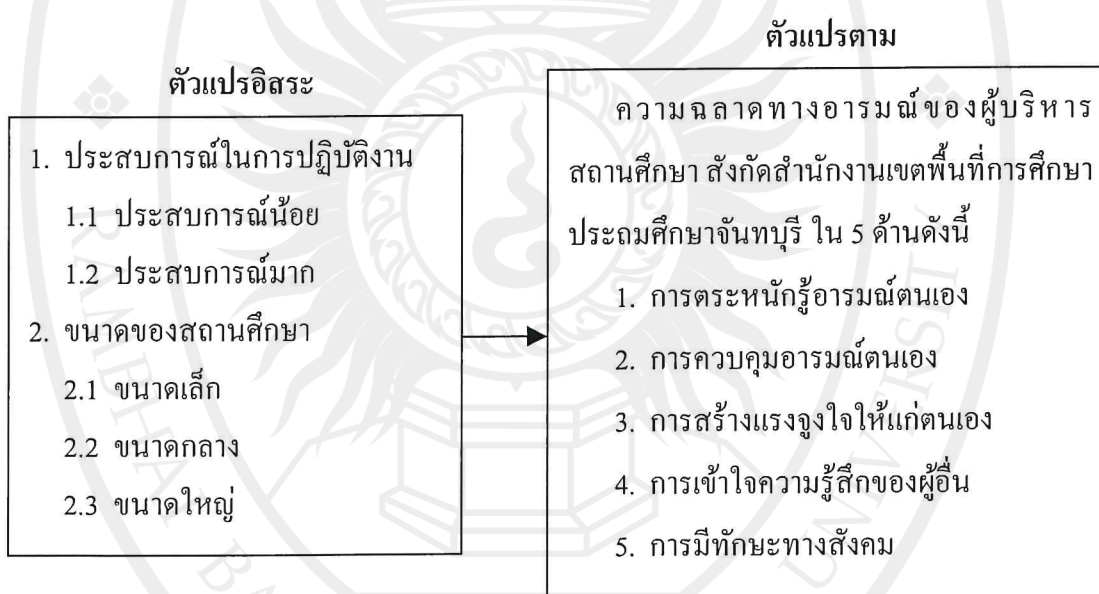 ตัวแปรอิสระ
1. ประสบการณ์ในการปฏิบัติงาน
1.1 ประสบการณ์น้อย
1.2 ประสบการณ์มาก
2. ขนาดของสถานศึกษา
2.1 ขนาดเล็ก
2.2 ขนาดกลาง
2.3 ขนาดใหญ่
ตัวแปรตาม
ความฉลาดทางอารมณ์ของผู้บริหาร
สถานศึกษา สังกัดสำนักงานเขตพื้นที่การศึกษา
ประถมศึกษาจันทบุรี ใน 5 ด้านดังนี้
1. การตระหนักรู้อารมณ์ตนเอง
2. การควบคุมอารมณ์ตนเอง
3. การสร้างแรงจูงใจให้แก่ตนเอง
4. การเข้าใจความรู้สึกของผู้อื่น
5. การมีทักษะทางสังคม
RAMBHAI BA
UNIVERSIT